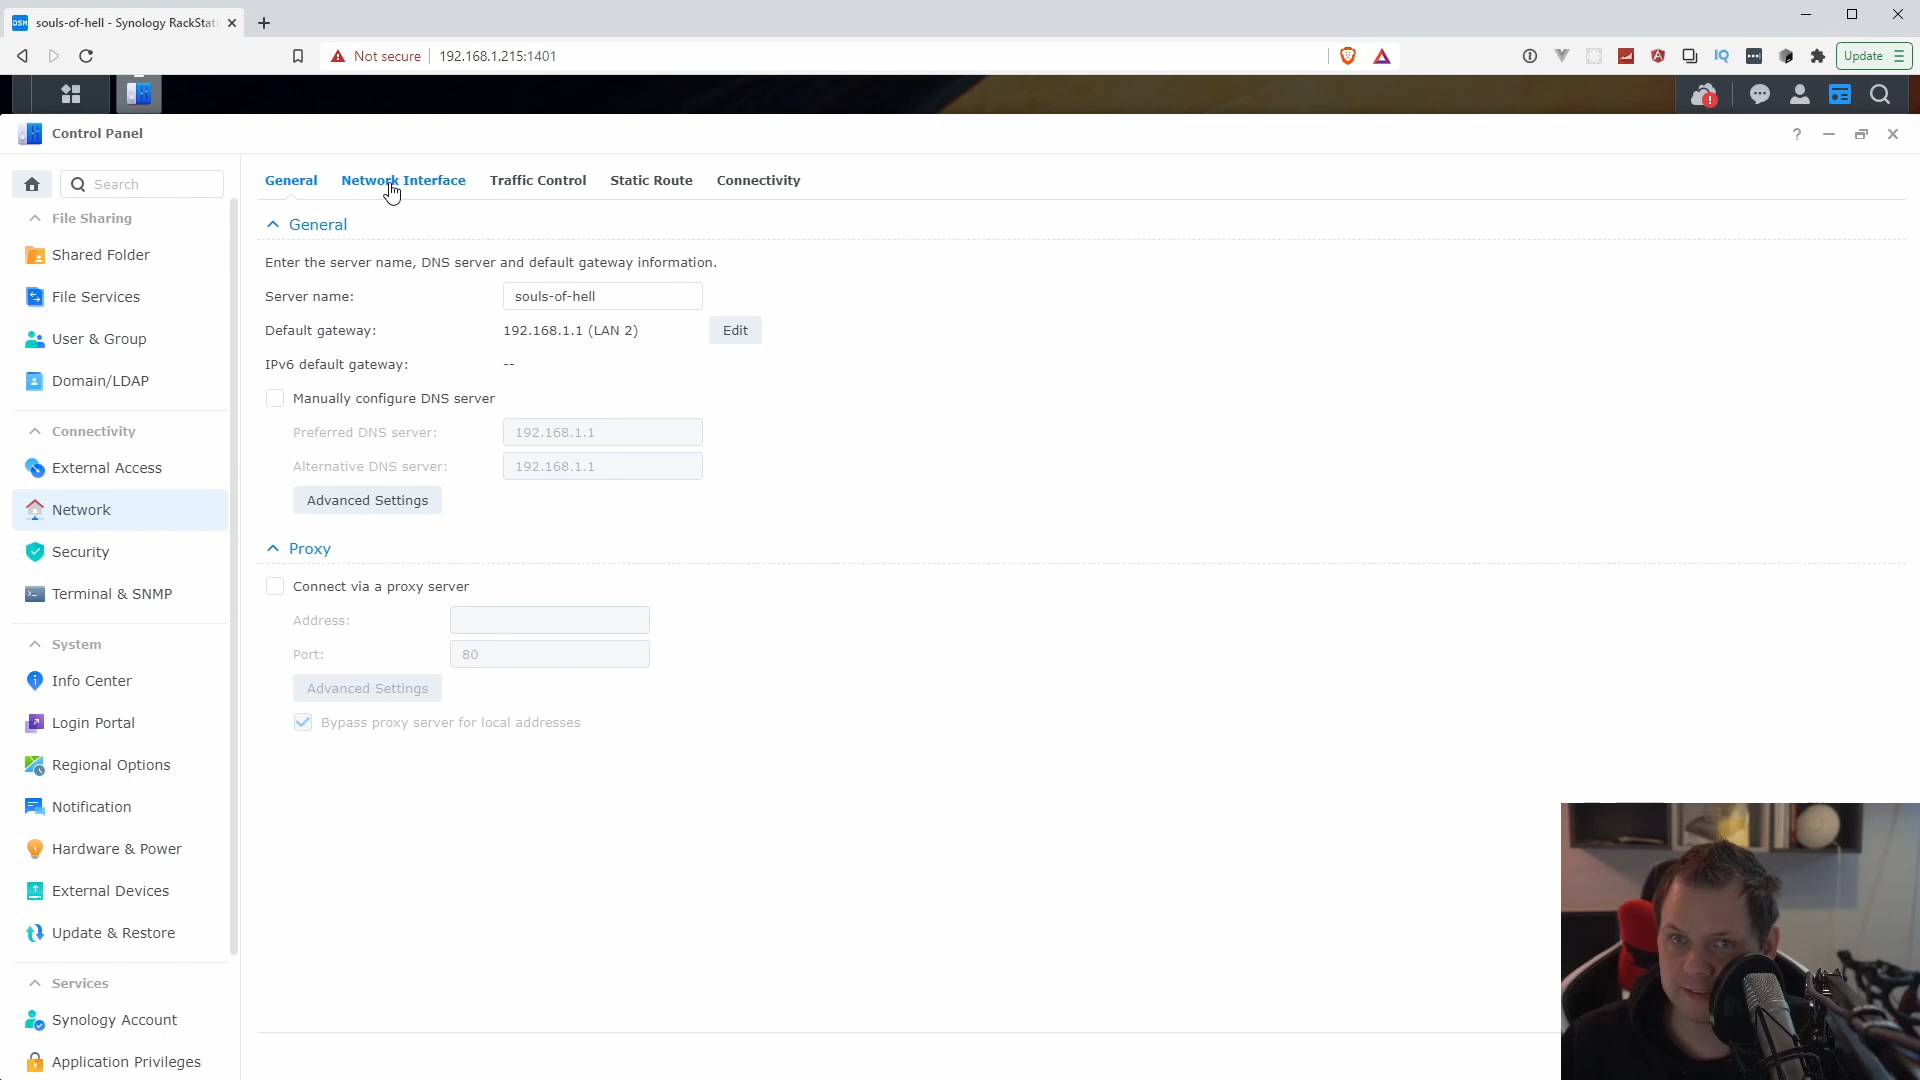 souls-of-hell - Synology RackStati
Not secure
192.168.1.215:1401
Update
Control Panel
Search
File Sharing
Shared Folder
File Services
User & Group
Domain/LDAP
Connectivity
External Access
Network
Security
Terminal & SNMP
System
Info Center
Login Portal
Regional Options
Notification
Hardware & Power
External Devices
Update & Restore
Services
Synology Account
Application Privileges
General
Network Interface
Traffic Control
Static Route
Connectivity
General
Enter the server name, DNS server and default gateway information.
Server name:
souls-of-hell
Default gateway:
192.168.1.1 (LAN 2)
Edit
IPv6 default gateway:
--
Manually configure DNS server
Preferred DNS server:
192.168.1.1
Alternative DNS server:
192.168.1.1
Advanced Settings
Proxy
Connect via a proxy server
Address:
Port:
80
Advanced Settings
Bypass proxy server for local addresses